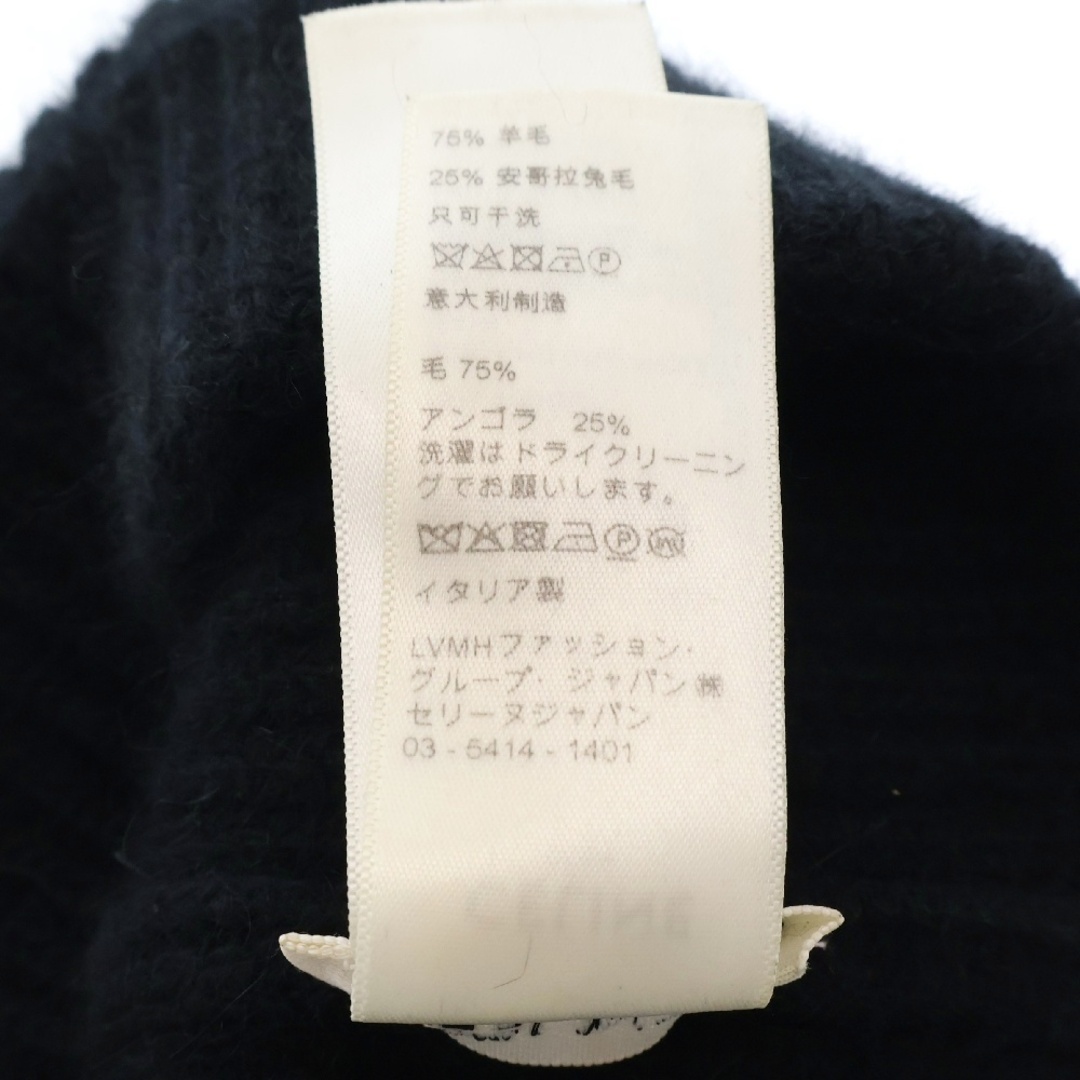 75% 羊毛
25% 安哥拉兔毛
只可干洗
P
意大利制造
毛 75%
アンゴラ 25%
洗濯はドライクリーニン
グでお願いします。
P
イタリア製
LVMHファッション・
グループ・ジャパン㈱
セリーヌジャパン
03 - 5414 - 1401